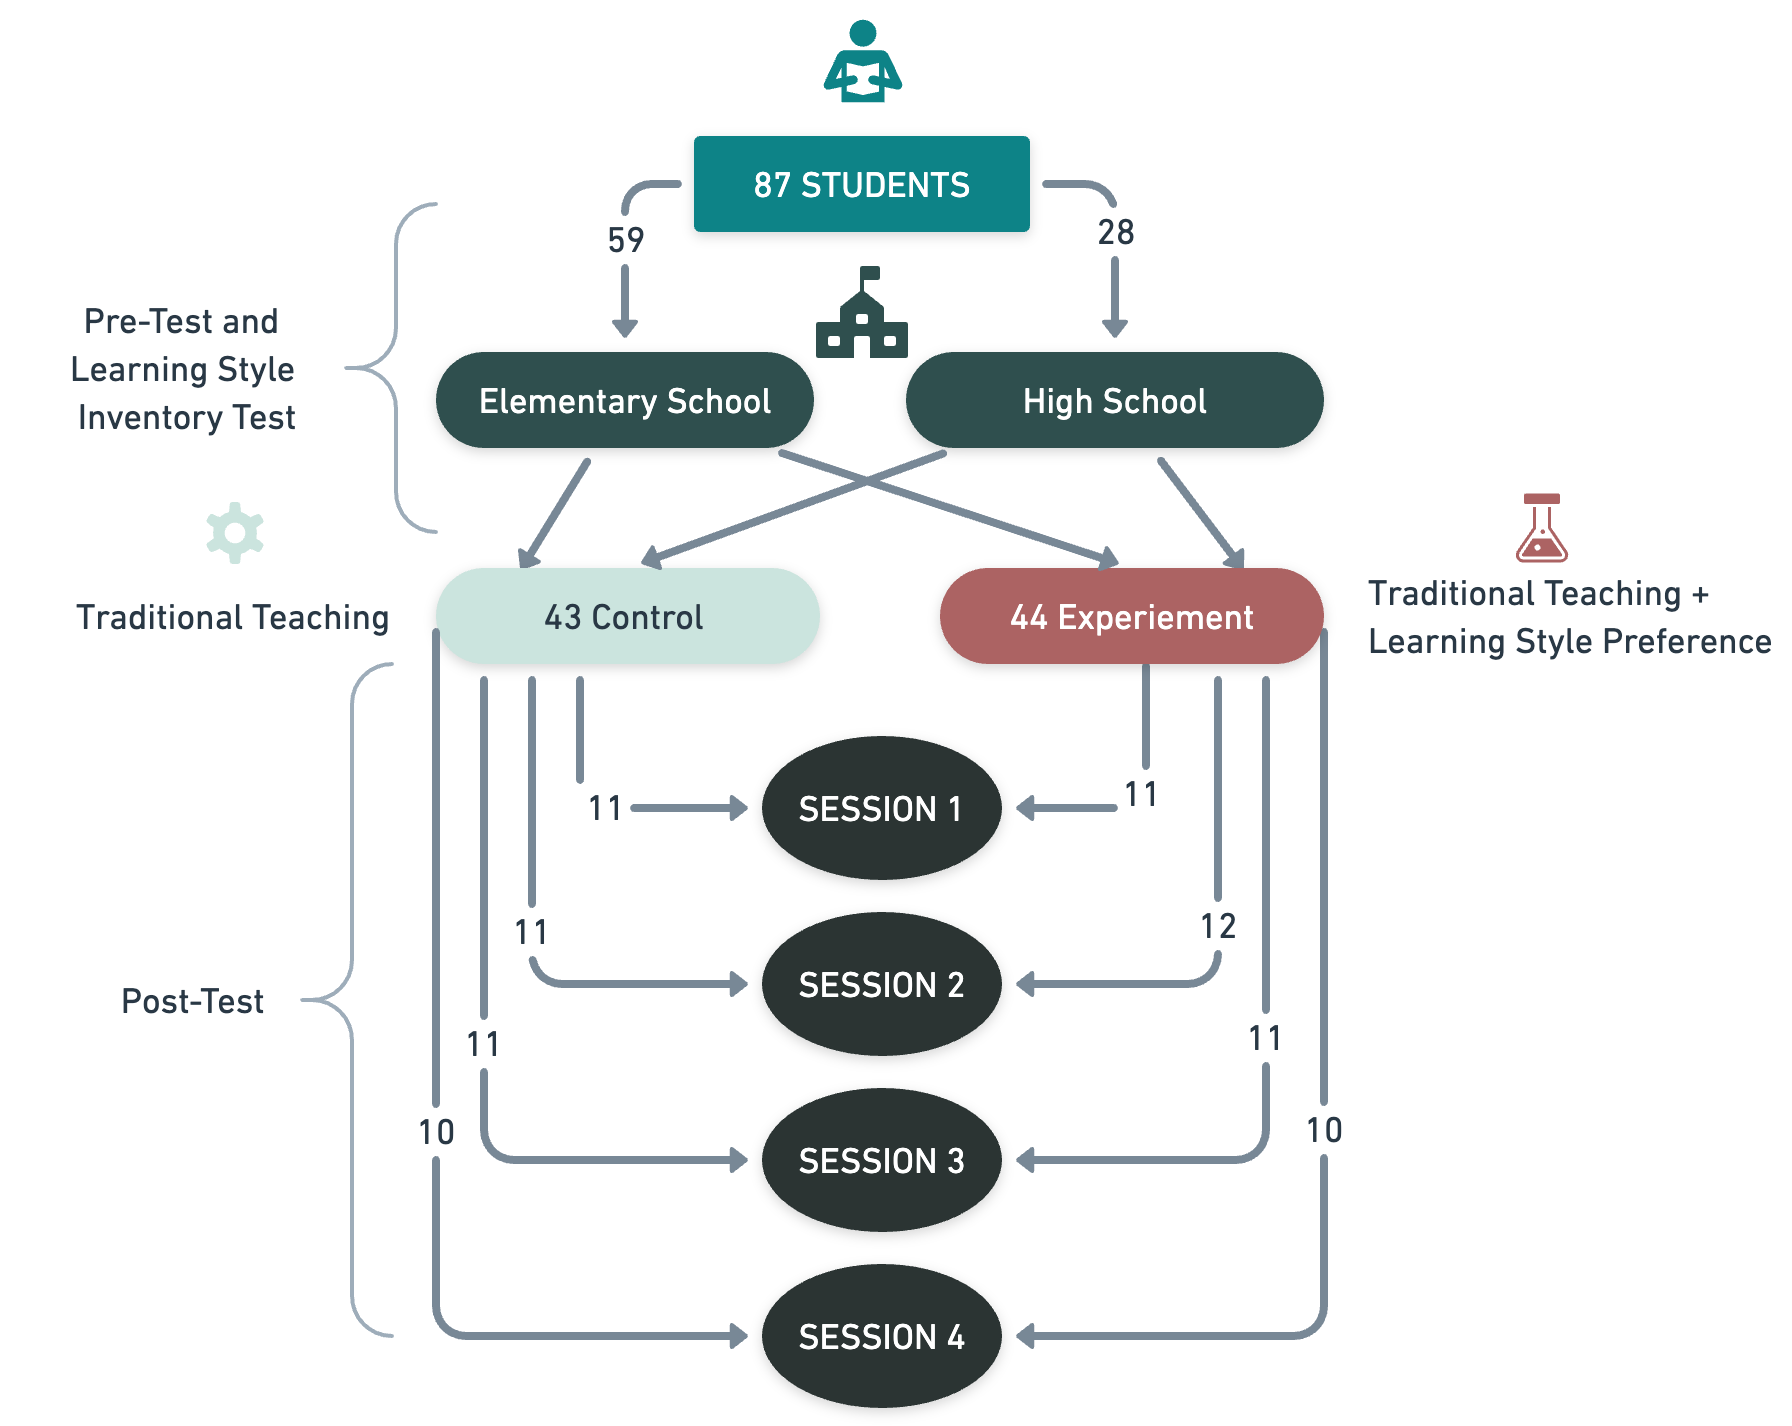 87 STUDENTS
59
28
Pre-Test and
Learning Style
Inventory Test
Elementary School
High School
Traditional Teaching
43 Control
44 Experiement
Traditional Teaching +
Learning Style Preference
11
SESSION 1
11
11
SESSION 2
12
Post-Test
11
SESSION 3
11
10
SESSION 4
10